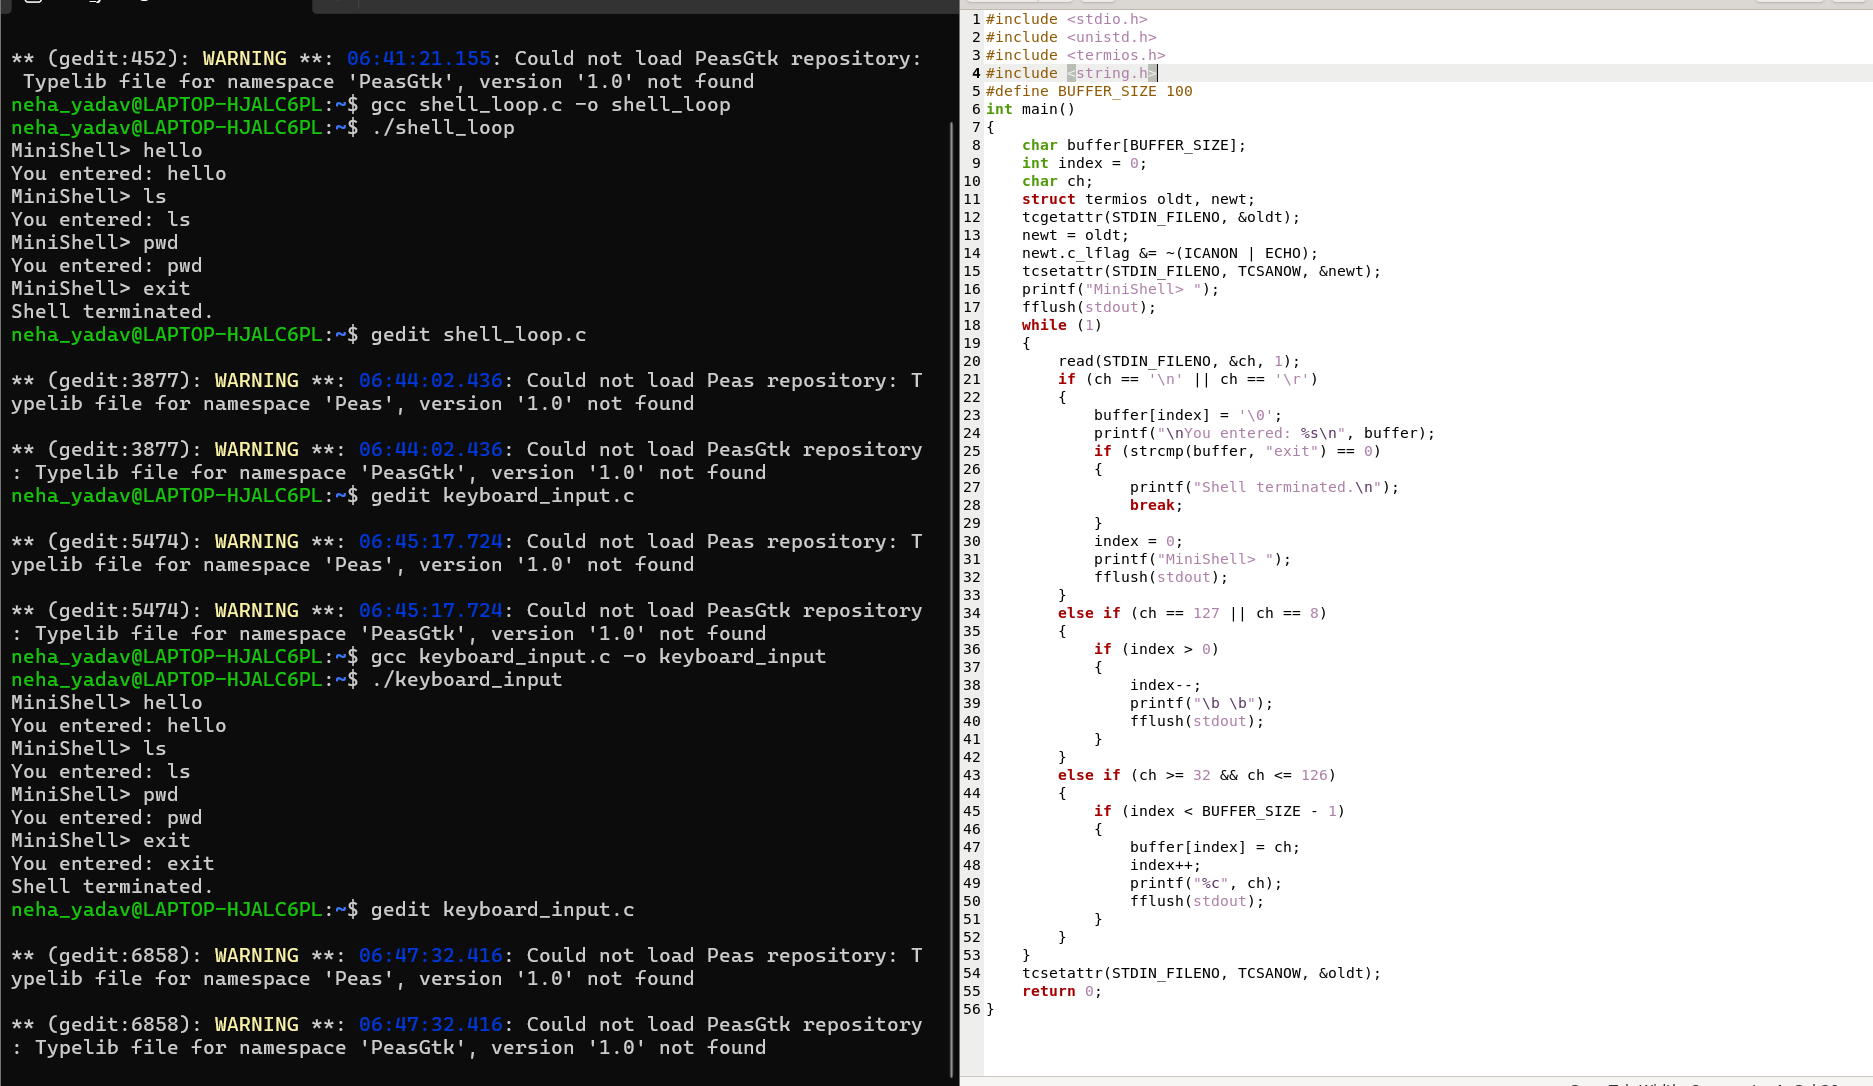 ** (gedit:452): WARNING **: 06:41:21.155: Could not load PeasGtk repository:
 Typelib file for namespace 'PeasGtk', version '1.0' not found
neha_yadav@LAPTOP-HJALC6PL:~$ gcc shell_loop.c -o shell_loop
neha_yadav@LAPTOP-HJALC6PL:~$ ./shell_loop
MiniShell> hello
You entered: hello
MiniShell> ls
You entered: ls
MiniShell> pwd
You entered: pwd
MiniShell> exit
Shell terminated.
neha_yadav@LAPTOP-HJALC6PL:~$ gedit shell_loop.c

** (gedit:3877): WARNING **: 06:44:02.436: Could not load Peas repository: T
ypelib file for namespace 'Peas', version '1.0' not found

** (gedit:3877): WARNING **: 06:44:02.436: Could not load PeasGtk repository
: Typelib file for namespace 'PeasGtk', version '1.0' not found
neha_yadav@LAPTOP-HJALC6PL:~$ gedit keyboard_input.c

** (gedit:5474): WARNING **: 06:45:17.724: Could not load Peas repository: T
ypelib file for namespace 'Peas', version '1.0' not found

** (gedit:5474): WARNING **: 06:45:17.724: Could not load PeasGtk repository
: Typelib file for namespace 'PeasGtk', version '1.0' not found
neha_yadav@LAPTOP-HJALC6PL:~$ gcc keyboard_input.c -o keyboard_input
neha_yadav@LAPTOP-HJALC6PL:~$ ./keyboard_input
MiniShell> hello
You entered: hello
MiniShell> ls
You entered: ls
MiniShell> pwd
You entered: pwd
MiniShell> exit
You entered: exit
Shell terminated.
neha_yadav@LAPTOP-HJALC6PL:~$ gedit keyboard_input.c

** (gedit:6858): WARNING **: 06:47:32.416: Could not load Peas repository: T
ypelib file for namespace 'Peas', version '1.0' not found

** (gedit:6858): WARNING **: 06:47:32.416: Could not load PeasGtk repository
: Typelib file for namespace 'PeasGtk', version '1.0' not found

1 #include <stdio.h>
2 #include <unistd.h>
3 #include <termios.h>
4 #include <string.h>
5 #define BUFFER_SIZE 100
6 int main()
7 {
8     char buffer[BUFFER_SIZE];
9     int index = 0;
10     char ch;
11     struct termios oldt, newt;
12     tcgetattr(STDIN_FILENO, &oldt);
13     newt = oldt;
14     newt.c_lflag &= ~(ICANON | ECHO);
15     tcsetattr(STDIN_FILENO, TCSANOW, &newt);
16     printf("MiniShell> ");
17     fflush(stdout);
18     while (1)
19     {
20         read(STDIN_FILENO, &ch, 1);
21         if (ch == '\n' || ch == '\r')
22         {
23             buffer[index] = '\0';
24             printf("\nYou entered: %s\n", buffer);
25             if (strcmp(buffer, "exit") == 0)
26             {
27                 printf("Shell terminated.\n");
28                 break;
29             }
30             index = 0;
31             printf("MiniShell> ");
32             fflush(stdout);
33         }
34         else if (ch == 127 || ch == 8)
35         {
36             if (index > 0)
37             {
38                 index--;
39                 printf("\b \b");
40                 fflush(stdout);
41             }
42         }
43         else if (ch >= 32 && ch <= 126)
44         {
45             if (index < BUFFER_SIZE - 1)
46             {
47                 buffer[index] = ch;
48                 index++;
49                 printf("%c", ch);
50                 fflush(stdout);
51             }
52         }
53     }
54     tcsetattr(STDIN_FILENO, TCSANOW, &oldt);
55     return 0;
56 }